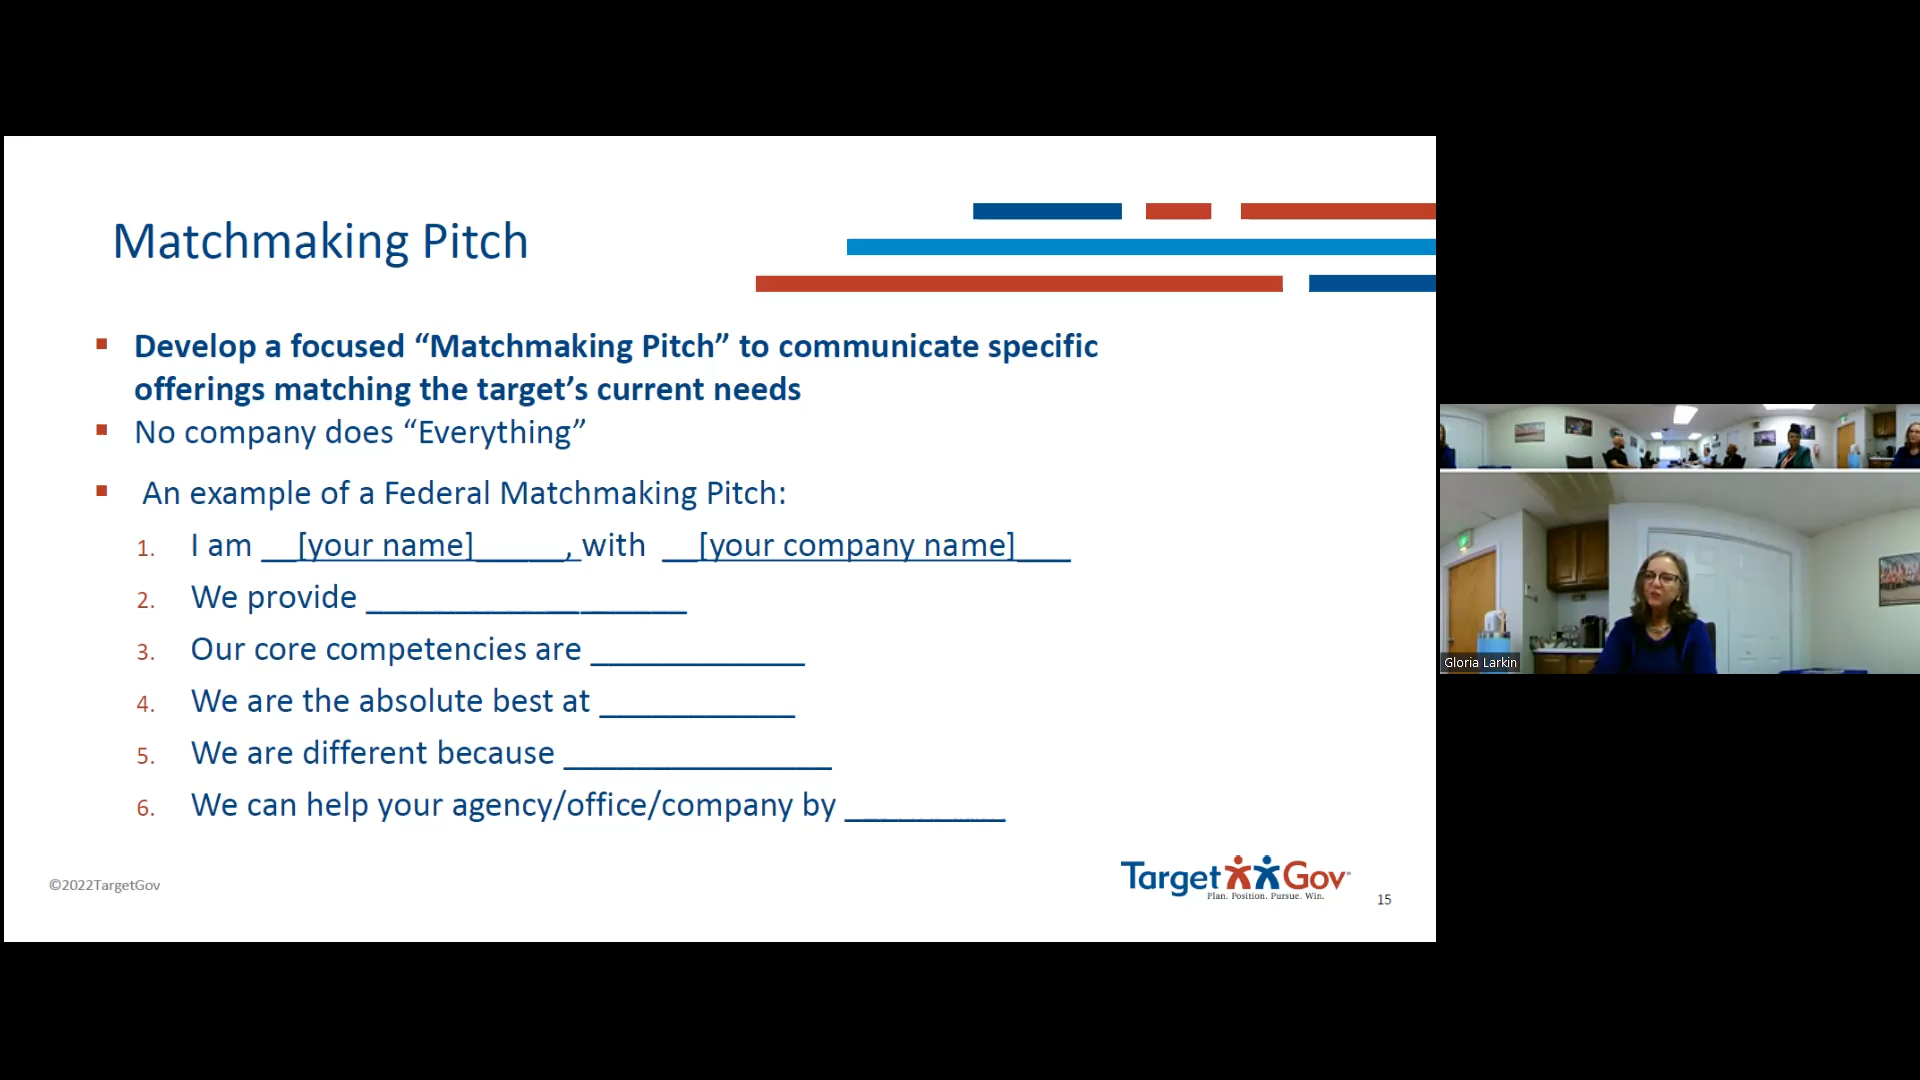 Matchmaking Pitch
▪ Develop a focused “Matchmaking Pitch” to communicate specific
offerings matching the target’s current needs
▪ No company does “Everything”
▪ An example of a Federal Matchmaking Pitch:
1. I am __[your name]_____, with __[your company name]___
2. We provide __________________
3. Our core competencies are ____________
4. We are the absolute best at ___________
5. We are different because _______________
6. We can help your agency/office/company by _________
©2022TargetGov
TargetGov
Plan. Position. Pursue. Win.
15
Gloria Larkin